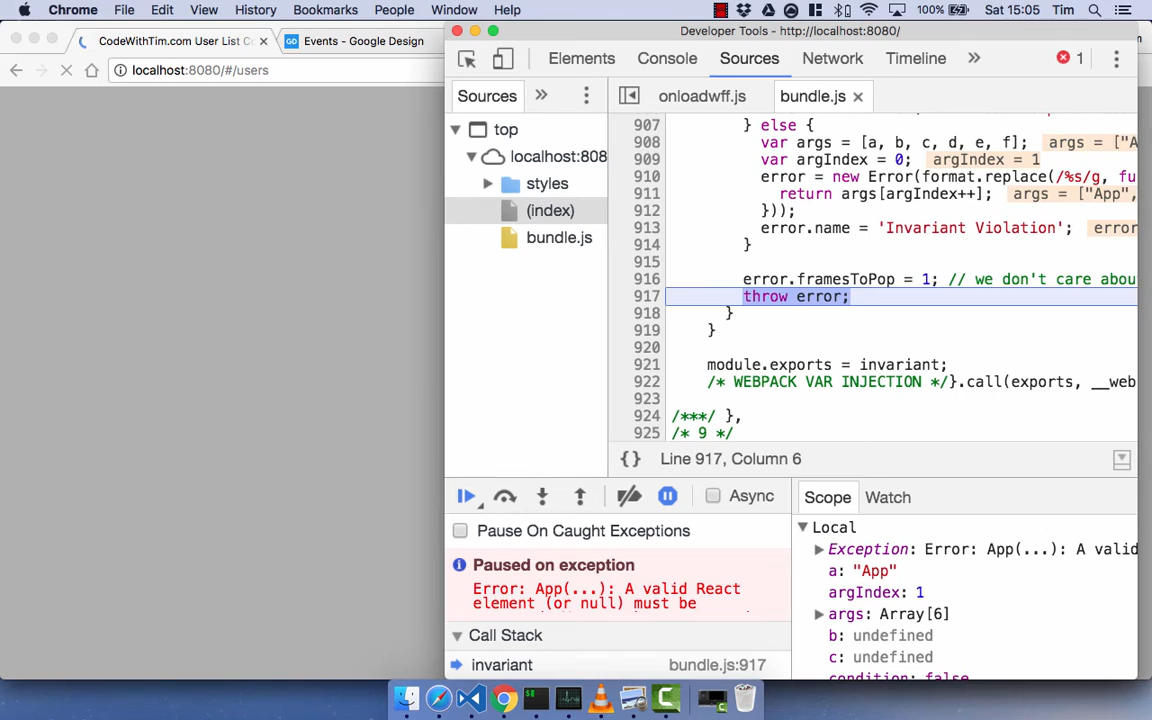 Chrome File Edit View History Bookmarks People Window Help 100% Sat 15:05 Tim
CodeWithTim.com User List Co
GD Events - Google Design
localhost:8080/#/users
Developer Tools - http://localhost:8080/
Elements Console Sources Network Timeline » 1
Sources »
onloadwff.js bundle.js ×
top
localhost:808
styles
(index)
bundle.js
907 } else {
908 var args = [a, b, c, d, e, f]; args = ["A
909 var argIndex = 0; argIndex = 1
910 error = new Error(format.replace(/%s/g, fu
911 return args[argIndex++]; args = ["App",
912 }));
913 error.name = 'Invariant Violation'; error
914 }
915
916 error.framesToPop = 1; // we don't care abou
917 throw error;
918 }
919 }
920
921 module.exports = invariant;
922 /* WEBPACK VAR INJECTION */}.call(exports, __web
923
924 /***/ },
925 /* 9 */
{} Line 917, Column 6
Async
Pause On Caught Exceptions
Paused on exception
Error: App(...): A valid React
element (or null) must be
Call Stack
invariant bundle.js:917
Scope Watch
Local
Exception: Error: App(...): A valid
a: "App"
argIndex: 1
args: Array[6]
b: undefined
c: undefined
condition: false